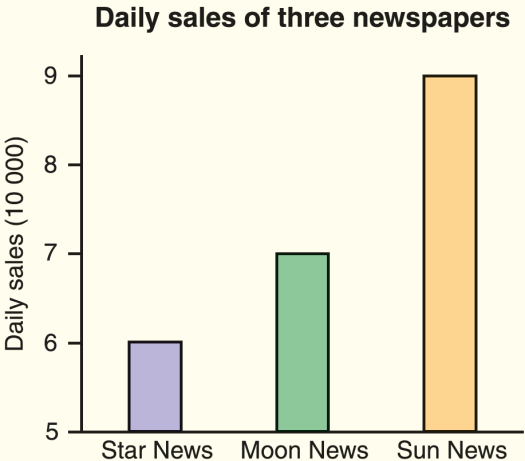 Daily sales of three newspapers
Daily sales (10 000)
9
8
7
6
5
Star News
Moon News
Sun News